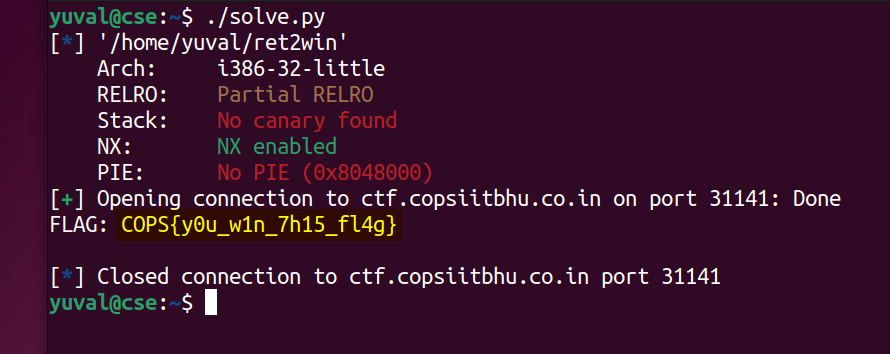 yuval@cse:~$ ./solve.py
[*] '/home/yuval/ret2win'
    Arch:     i386-32-little
    RELRO:    Partial RELRO
    Stack:    No canary found
    NX:       NX enabled
    PIE:      No PIE (0x8048000)
[+] Opening connection to ctf.copsiitbhu.co.in on port 31141: Done
FLAG: COPS{y0u_w1n_7h15_fl4g}
[*] Closed connection to ctf.copsiitbhu.co.in port 31141
yuval@cse:~$